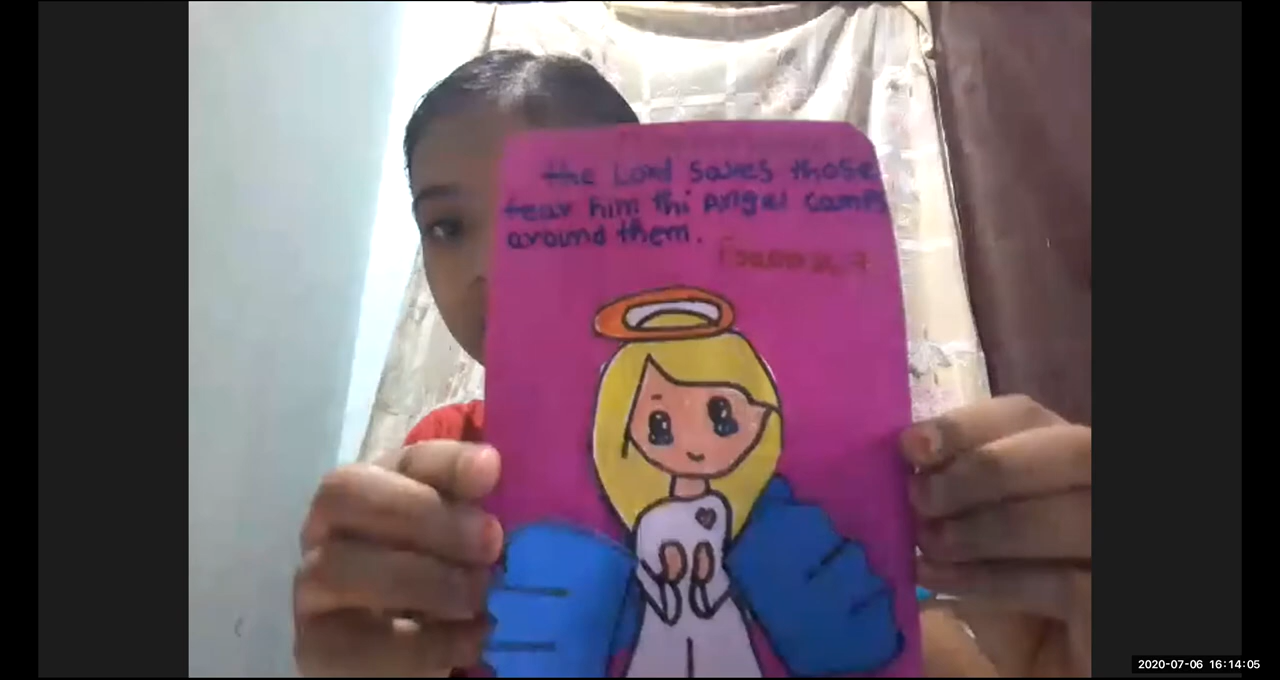 the Lord saves those
fear him thi Angel camps
around them.
2020-07-06 16:14:05